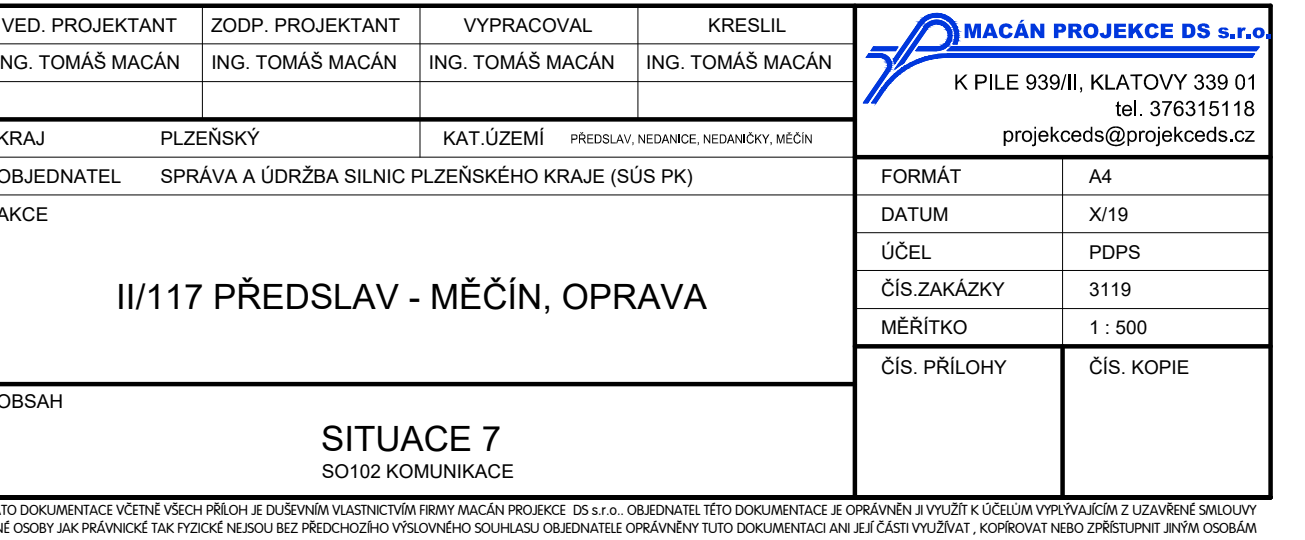 VED. PROJEKTANT ZODP. PROJEKTANT VYPRACOVAL KRESLIL
NG. TOMÁŠ MACÁN ING. TOMÁŠ MACÁN ING. TOMÁŠ MACÁN ING. TOMÁŠ MACÁN
MACÁN PROJEKCE DS s.r.o.
K PILE 939/II, KLATOVY 339 01
tel. 376315118
projekceds@projekceds.cz
KRAJ PLZEŇSKÝ KAT.ÚZEMÍ PŘEDSLAV, NEDANICE, NEDANIČKY, MĚČÍN
OBJEDNATEL SPRÁVA A ÚDRŽBA SILNIC PLZEŇSKÉHO KRAJE (SÚS PK)
AKCE
II/117 PŘEDSLAV - MĚČÍN, OPRAVA
FORMÁT A4
DATUM X/19
ÚČEL PDPS
ČÍS.ZAKÁZKY 3119
MĚŘÍTKO 1 : 500
ČÍS. PŘÍLOHY ČÍS. KOPIE
OBSAH
SITUACE 7
SO102 KOMUNIKACE
ATO DOKUMENTACE VČETNĚ VŠECH PŘÍLOH JE DUŠEVNÍM VLASTNICTVÍM FIRMY MACÁN PROJEKCE DS s.r.o.. OBJEDNATEL TÉTO DOKUMENTACE JE OPRÁVNĚN JI VYUŽÍT K ÚČELŮM VYPLÝVAJÍCÍM Z UZAVŘENÉ SMLOUVY
NÉ OSOBY JAK PRÁVNICKÉ TAK FYZICKÉ NEJSOU BEZ PŘEDCHOZÍHO VÝSLOVNÉHO SOUHLASU OBJEDNATELE OPRÁVNĚNY TUTO DOKUMENTACI ANI JEJÍ ČÁSTI VYUŽÍVAT , KOPÍROVAT NEBO ZPŘÍSTUPNIT JINÝM OSOBÁM